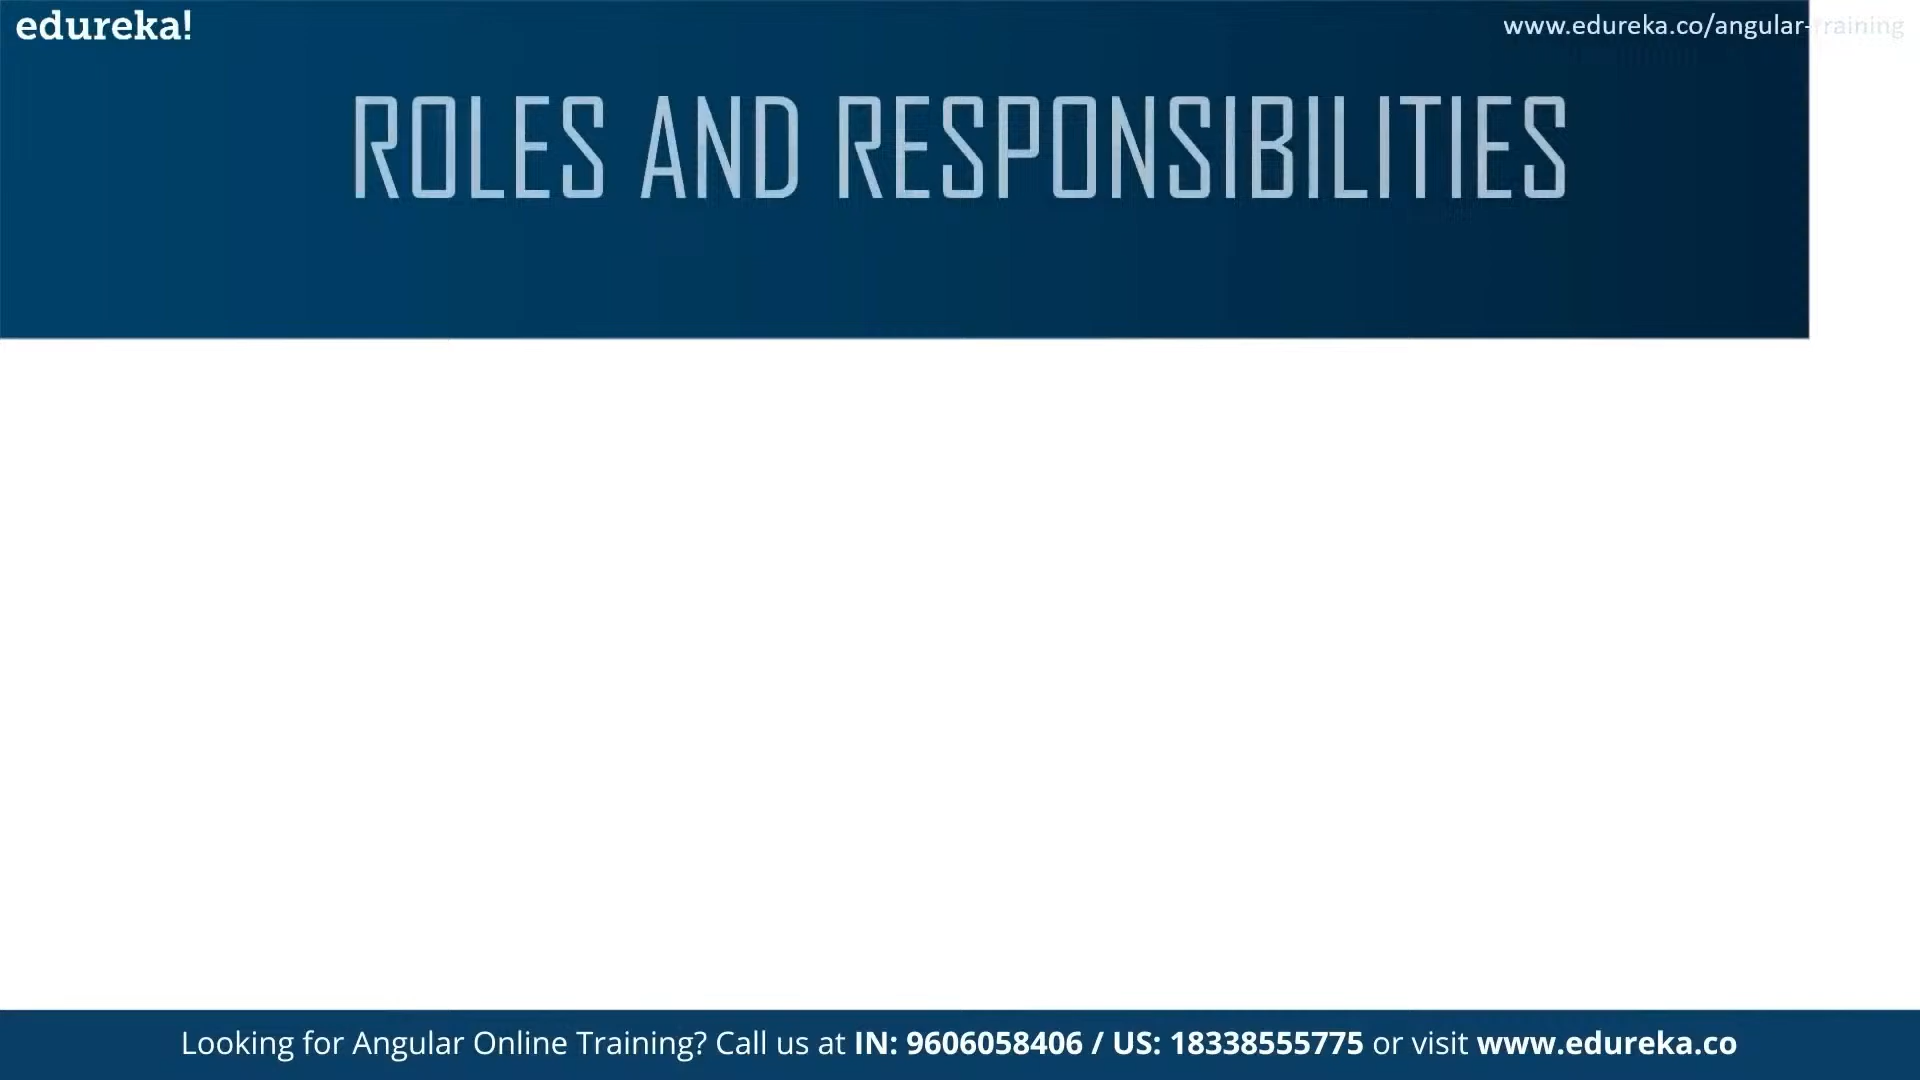 edureka!
www.edureka.co/angular-training
ROLES AND RESPONSIBILITIES
Looking for Angular Online Training? Call us at IN: 9606058406 / US: 18338555775 or visit www.edureka.co